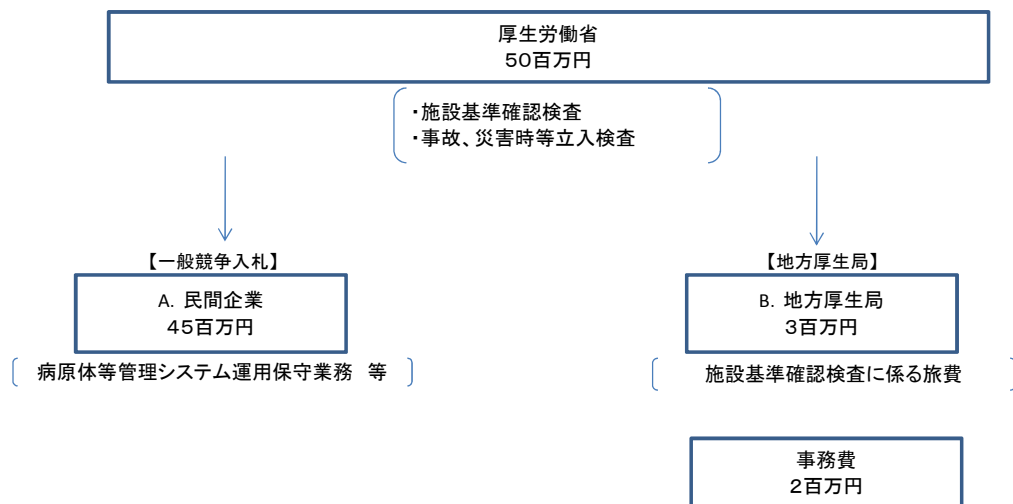 厚生労働省
50百万円
・施設基準確認検査
・事故、災害時等立入検査
【一般競争入札】
A. 民間企業
45百万円
病原体等管理システム運用保守業務　等
【地方厚生局】
B. 地方厚生局
3百万円
施設基準確認検査に係る旅費
事務費
2百万円